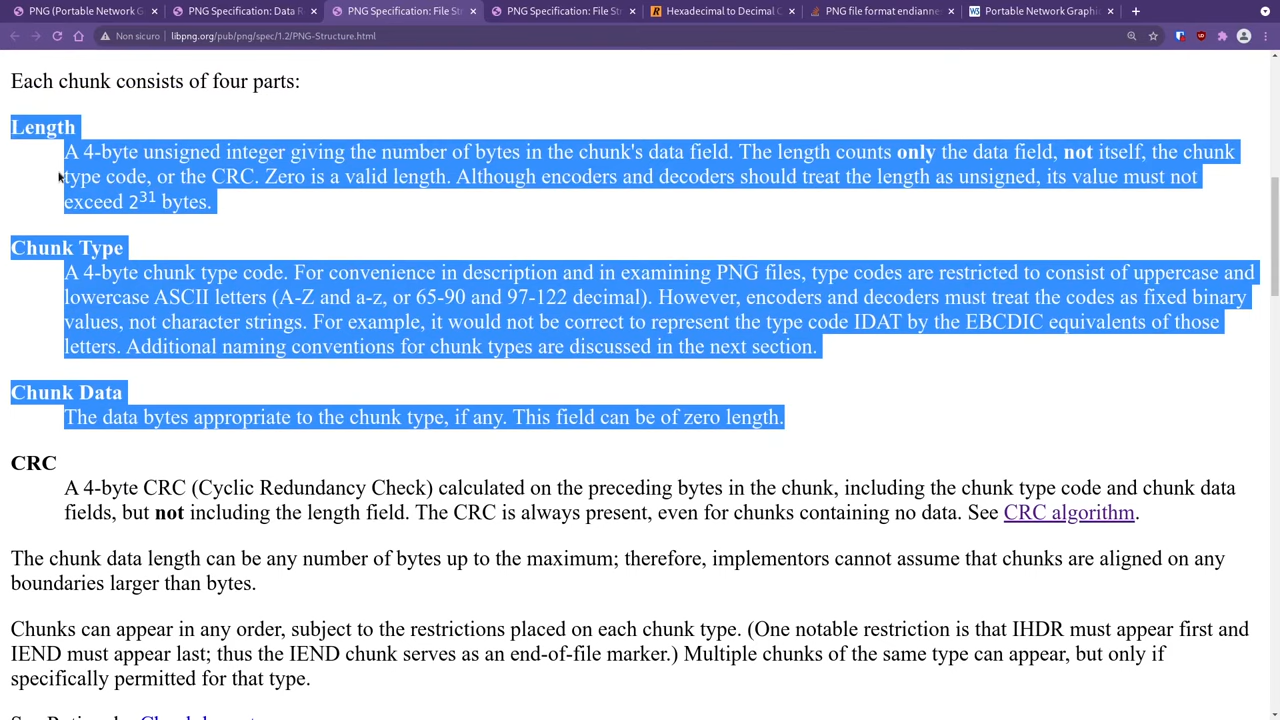 PNG (Portable Network G
PNG Specification: Data R
PNG Specification: File Str
PNG Specification: File Str
Hexadecimal to Decimal C
PNG file format endianne
Portable Network Graphic
Non sicuro
libpng.org/pub/png/spec/1.2/PNG-Structure.html
Each chunk consists of four parts:
Length
A 4-byte unsigned integer giving the number of bytes in the chunk's data field. The length counts only the data field, not itself, the chunk
type code, or the CRC. Zero is a valid length. Although encoders and decoders should treat the length as unsigned, its value must not
exceed 2³¹ bytes.
Chunk Type
A 4-byte chunk type code. For convenience in description and in examining PNG files, type codes are restricted to consist of uppercase and
lowercase ASCII letters (A-Z and a-z, or 65-90 and 97-122 decimal). However, encoders and decoders must treat the codes as fixed binary
values, not character strings. For example, it would not be correct to represent the type code IDAT by the EBCDIC equivalents of those
letters. Additional naming conventions for chunk types are discussed in the next section.
Chunk Data
The data bytes appropriate to the chunk type, if any. This field can be of zero length.
CRC
A 4-byte CRC (Cyclic Redundancy Check) calculated on the preceding bytes in the chunk, including the chunk type code and chunk data
fields, but not including the length field. The CRC is always present, even for chunks containing no data. See CRC algorithm.
The chunk data length can be any number of bytes up to the maximum; therefore, implementors cannot assume that chunks are aligned on any
boundaries larger than bytes.
Chunks can appear in any order, subject to the restrictions placed on each chunk type. (One notable restriction is that IHDR must appear first and
IEND must appear last; thus the IEND chunk serves as an end-of-file marker.) Multiple chunks of the same type can appear, but only if
specifically permitted for that type.